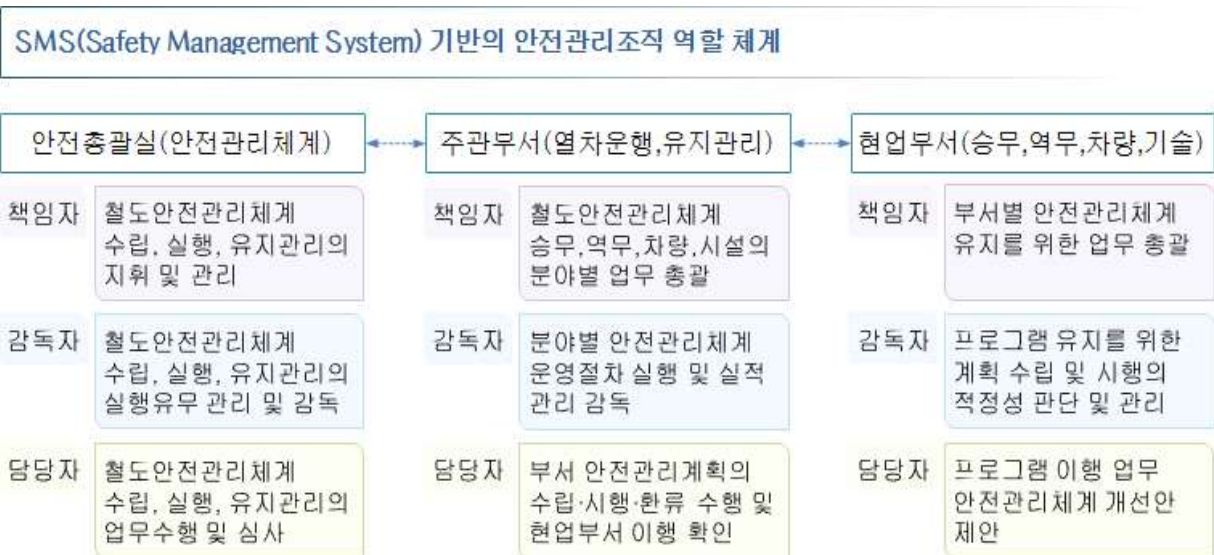 SMS(Safety Management System) 기반의 안전관리조직 역할 체계
안전총괄실(안전관리체계)
주관부서(열차운행,유지관리)
현업부서(승무,역무,차량,기술)
책임자
철도안전관리체계
수립, 실행, 유지관리의
지휘 및 관리
책임자
철도안전관리체계
승무,역무,차량,시설의
분야별 업무 총괄
책임자
부서별 안전관리체계
유지를 위한 업무 총괄
감독자
철도안전관리체계
수립, 실행, 유지관리의
실행유무 관리 및 감독
감독자
분야별 안전관리체계
운영절차 실행 및 실적
관리 감독
감독자
프로그램 유지를 위한
계획 수립 및 시행의
적정성 판단 및 관리
담당자
철도안전관리체계
수립, 실행, 유지관리의
업무수행 및 심사
담당자
부서 안전관리계획의
수립·시행·환류 수행 및
현업부서 이행 확인
담당자
프로그램 이행 업무
안전관리체계 개선안
제안